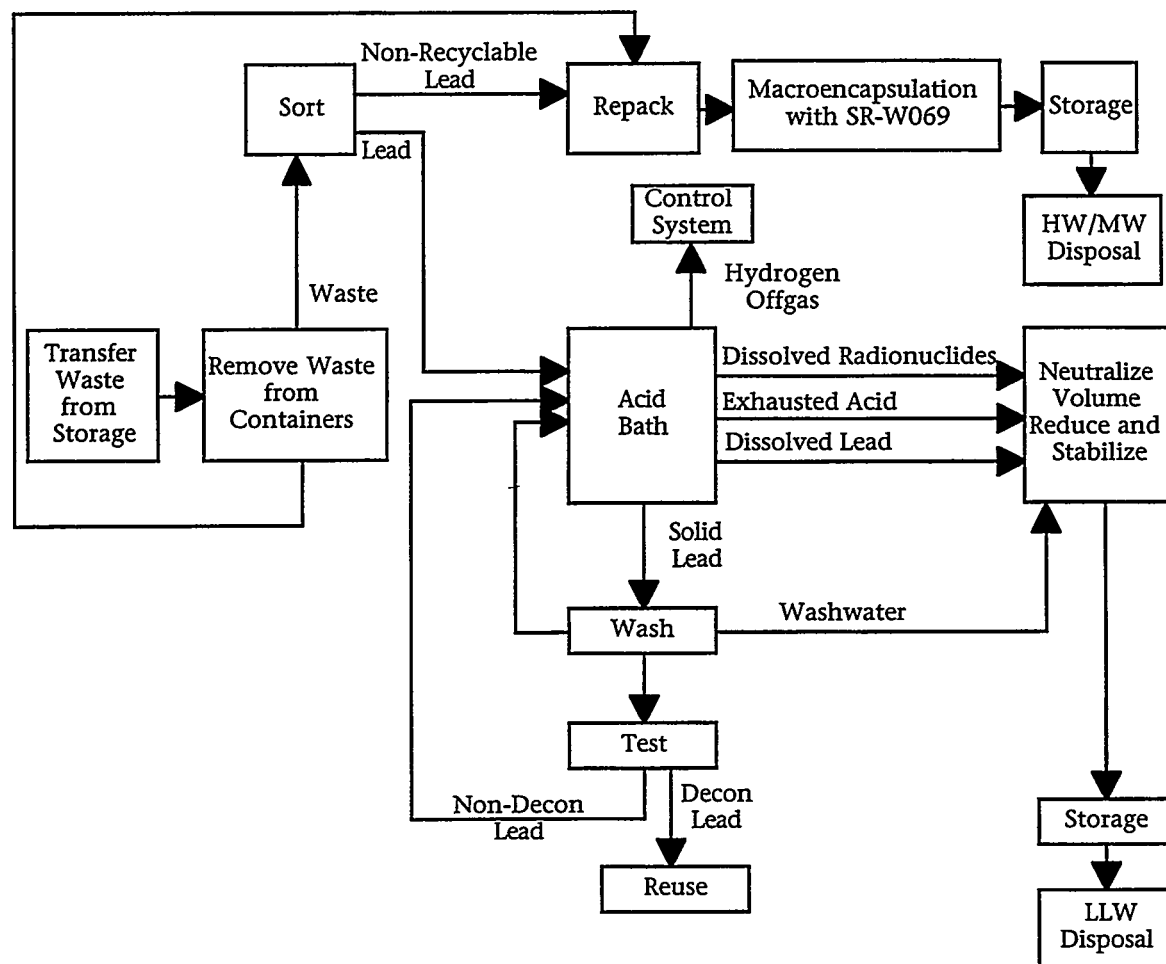 Non-Recyclable
Lead
Sort
Lead
Repack
Macroencapsulation
with SR-W069
Storage
HW/MW
Disposal
Control
System
Hydrogen
Offgas
Waste
Transfer
Waste
from
Storage
Remove Waste
from
Containers
Acid
Bath
Dissolved Radionuclides
Exhausted Acid
Dissolved Lead
Neutralize
Volume
Reduce and
Stabilize
Solid
Lead
Wash
Washwater
Test
Non-Decon
Lead
Decon
Lead
Reuse
Storage
LLW
Disposal